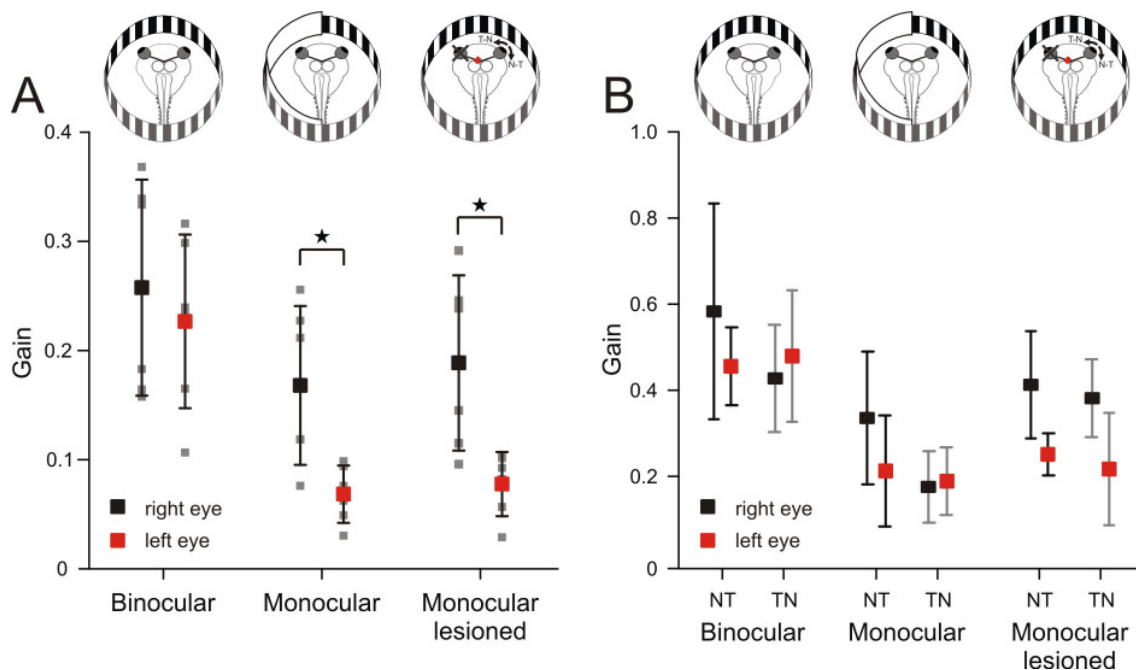 A
T-N
N-T
0.4
0.3
0.2
0.1
0
Gain
★
★
right eye
left eye
Binocular
Monocular
Monocular
lesioned
B
T-N
N-T
1.0
0.8
0.6
0.4
0.2
0
Gain
right eye
left eye
NT TN NT TN NT TN
Binocular
Monocular
Monocular
lesioned